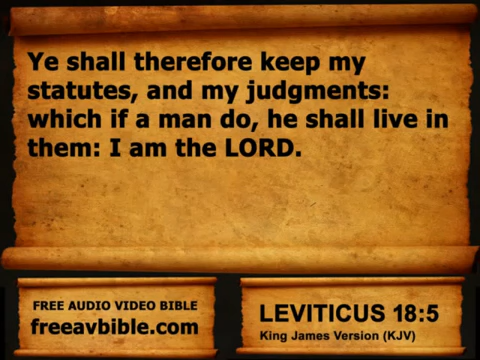 Ye shall therefore keep my
statutes, and my judgments:
which if a man do, he shall live in
them: I am the LORD.
FREE AUDIO VIDEO BIBLE
freeavbible.com
LEVITICUS 18:5
King James Version (KJV)